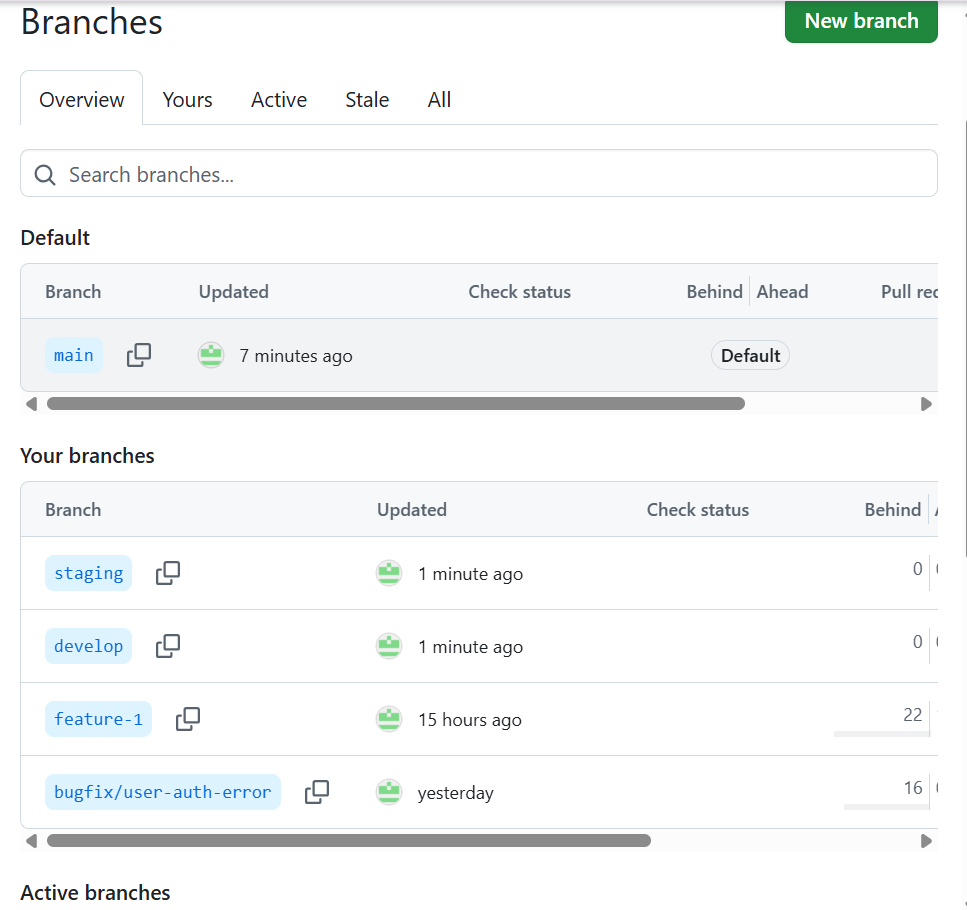 Branches
New branch
Overview Yours Active Stale All
Search branches...
Default
Branch Updated Check status Behind Ahead Pull
main 7 minutes ago Default
Your branches
Branch Updated Check status Behind
staging 1 minute ago 0
develop 1 minute ago 0
feature-1 15 hours ago 22
bugfix/user-auth-error yesterday 16
Active branches